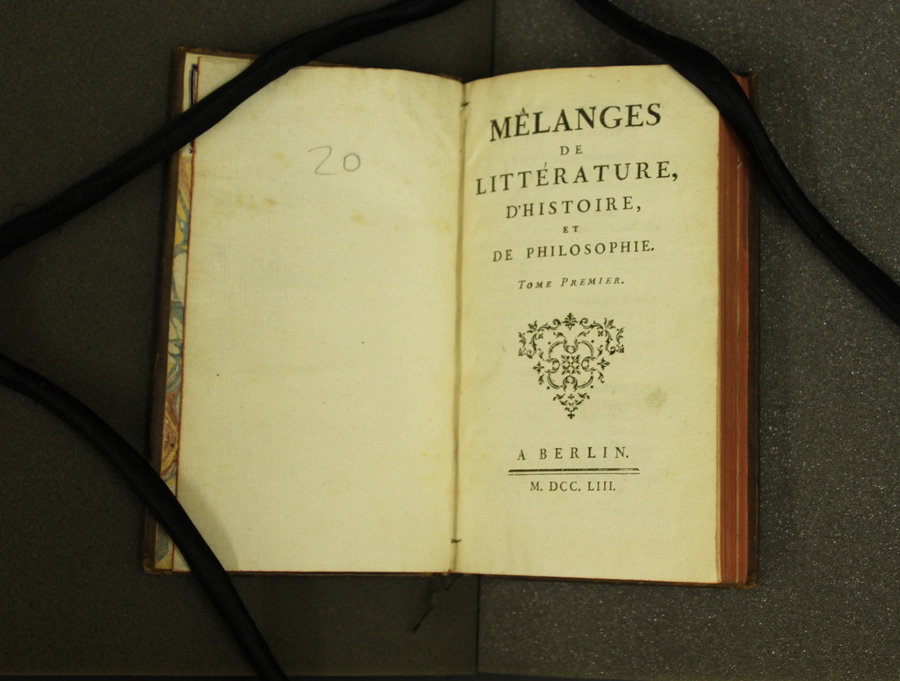 20
MÊLANGES
DE
LITTÉRATURE,
D'HISTOIRE,
ET
DE PHILOSOPHIE.
TOME PREMIER.
A BERLIN.
M. DCC. LIII.